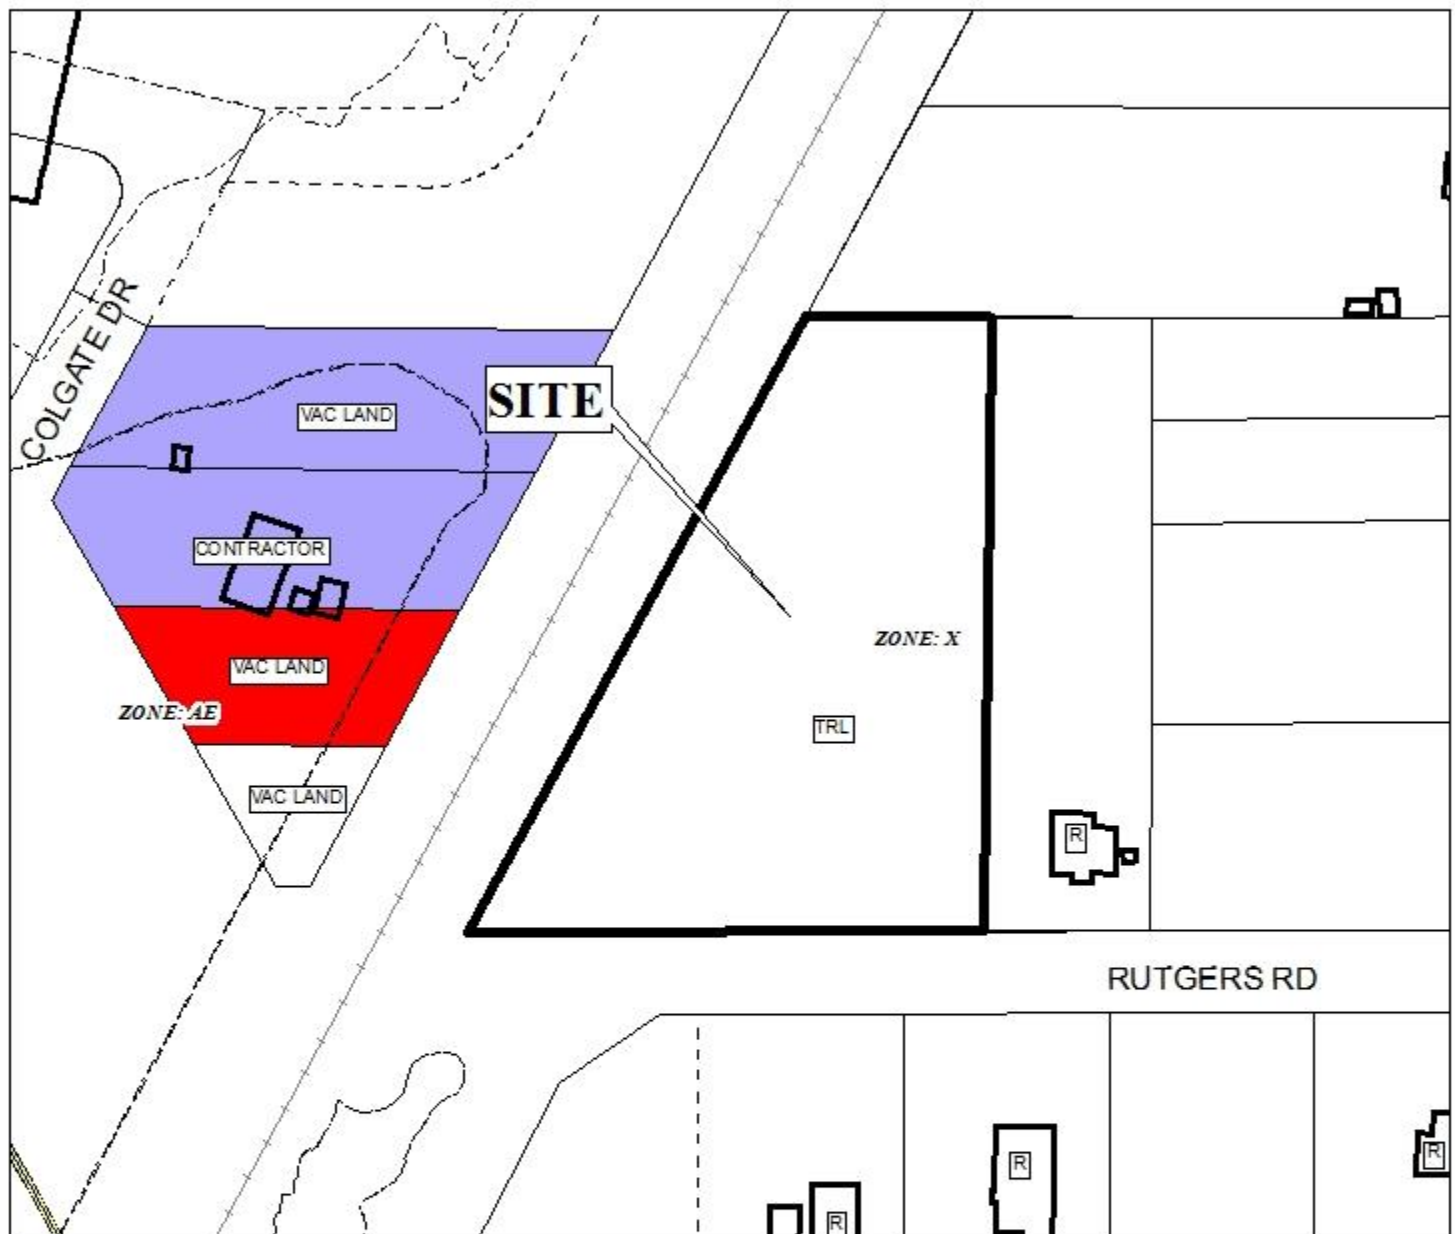 COLGATE DR
VAC LAND
SITE
CONTRACTOR
VAC LAND
ZONE: AE
ZONE: X
TRL
VAC LAND
R
RUTGERS RD
R
R
R